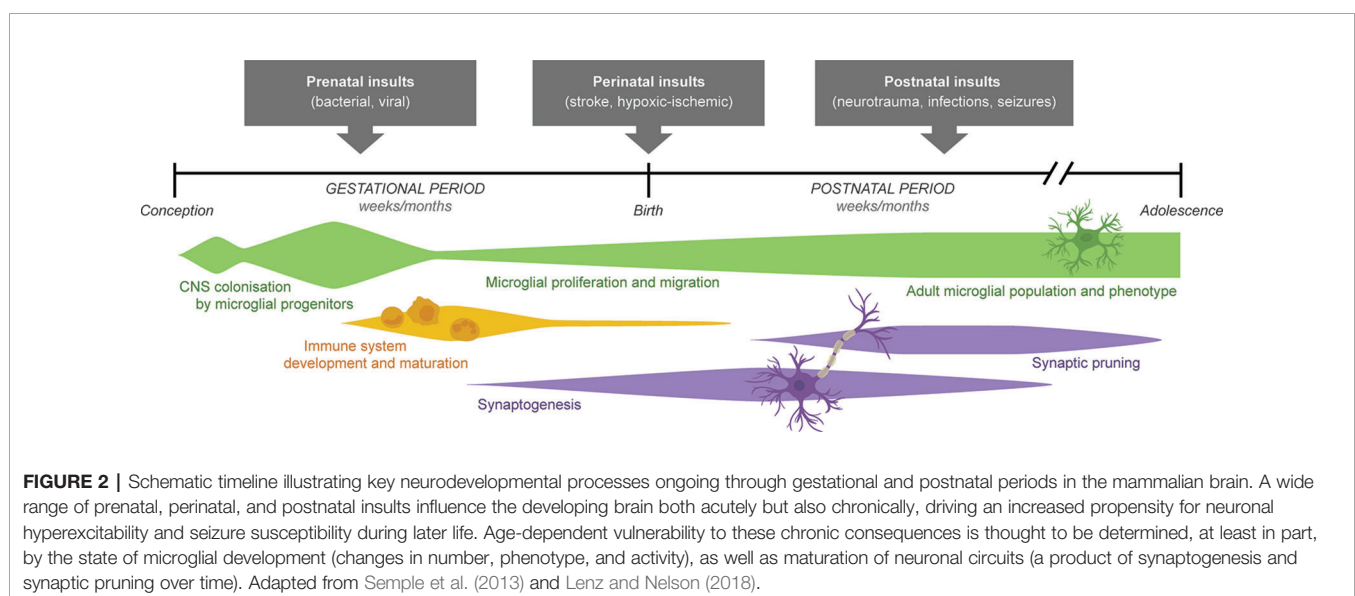 Prenatal insults
(bacterial, viral)
Perinatal insults
(stroke, hypoxic-ischemic)
Postnatal insults
(neurotrauma, infections, seizures)
GESTATIONAL PERIOD
weeks/months
POSTNATAL PERIOD
weeks/months
Conception
Birth
Adolescence
CNS colonisation
by microglial progenitors
Microglial proliferation and migration
Adult microglial population and phenotype
Immune system
development and maturation
Synaptic pruning
Synaptogenesis
FIGURE 2 | Schematic timeline illustrating key neurodevelopmental processes ongoing through gestational and postnatal periods in the mammalian brain. A wide
range of prenatal, perinatal, and postnatal insults influence the developing brain both acutely but also chronically, driving an increased propensity for neuronal
hyperexcitability and seizure susceptibility during later life. Age-dependent vulnerability to these chronic consequences is thought to be determined, at least in part,
by the state of microglial development (changes in number, phenotype, and activity), as well as maturation of neuronal circuits (a product of synaptogenesis and
synaptic pruning over time). Adapted from Semple et al. (2013) and Lenz and Nelson (2018).